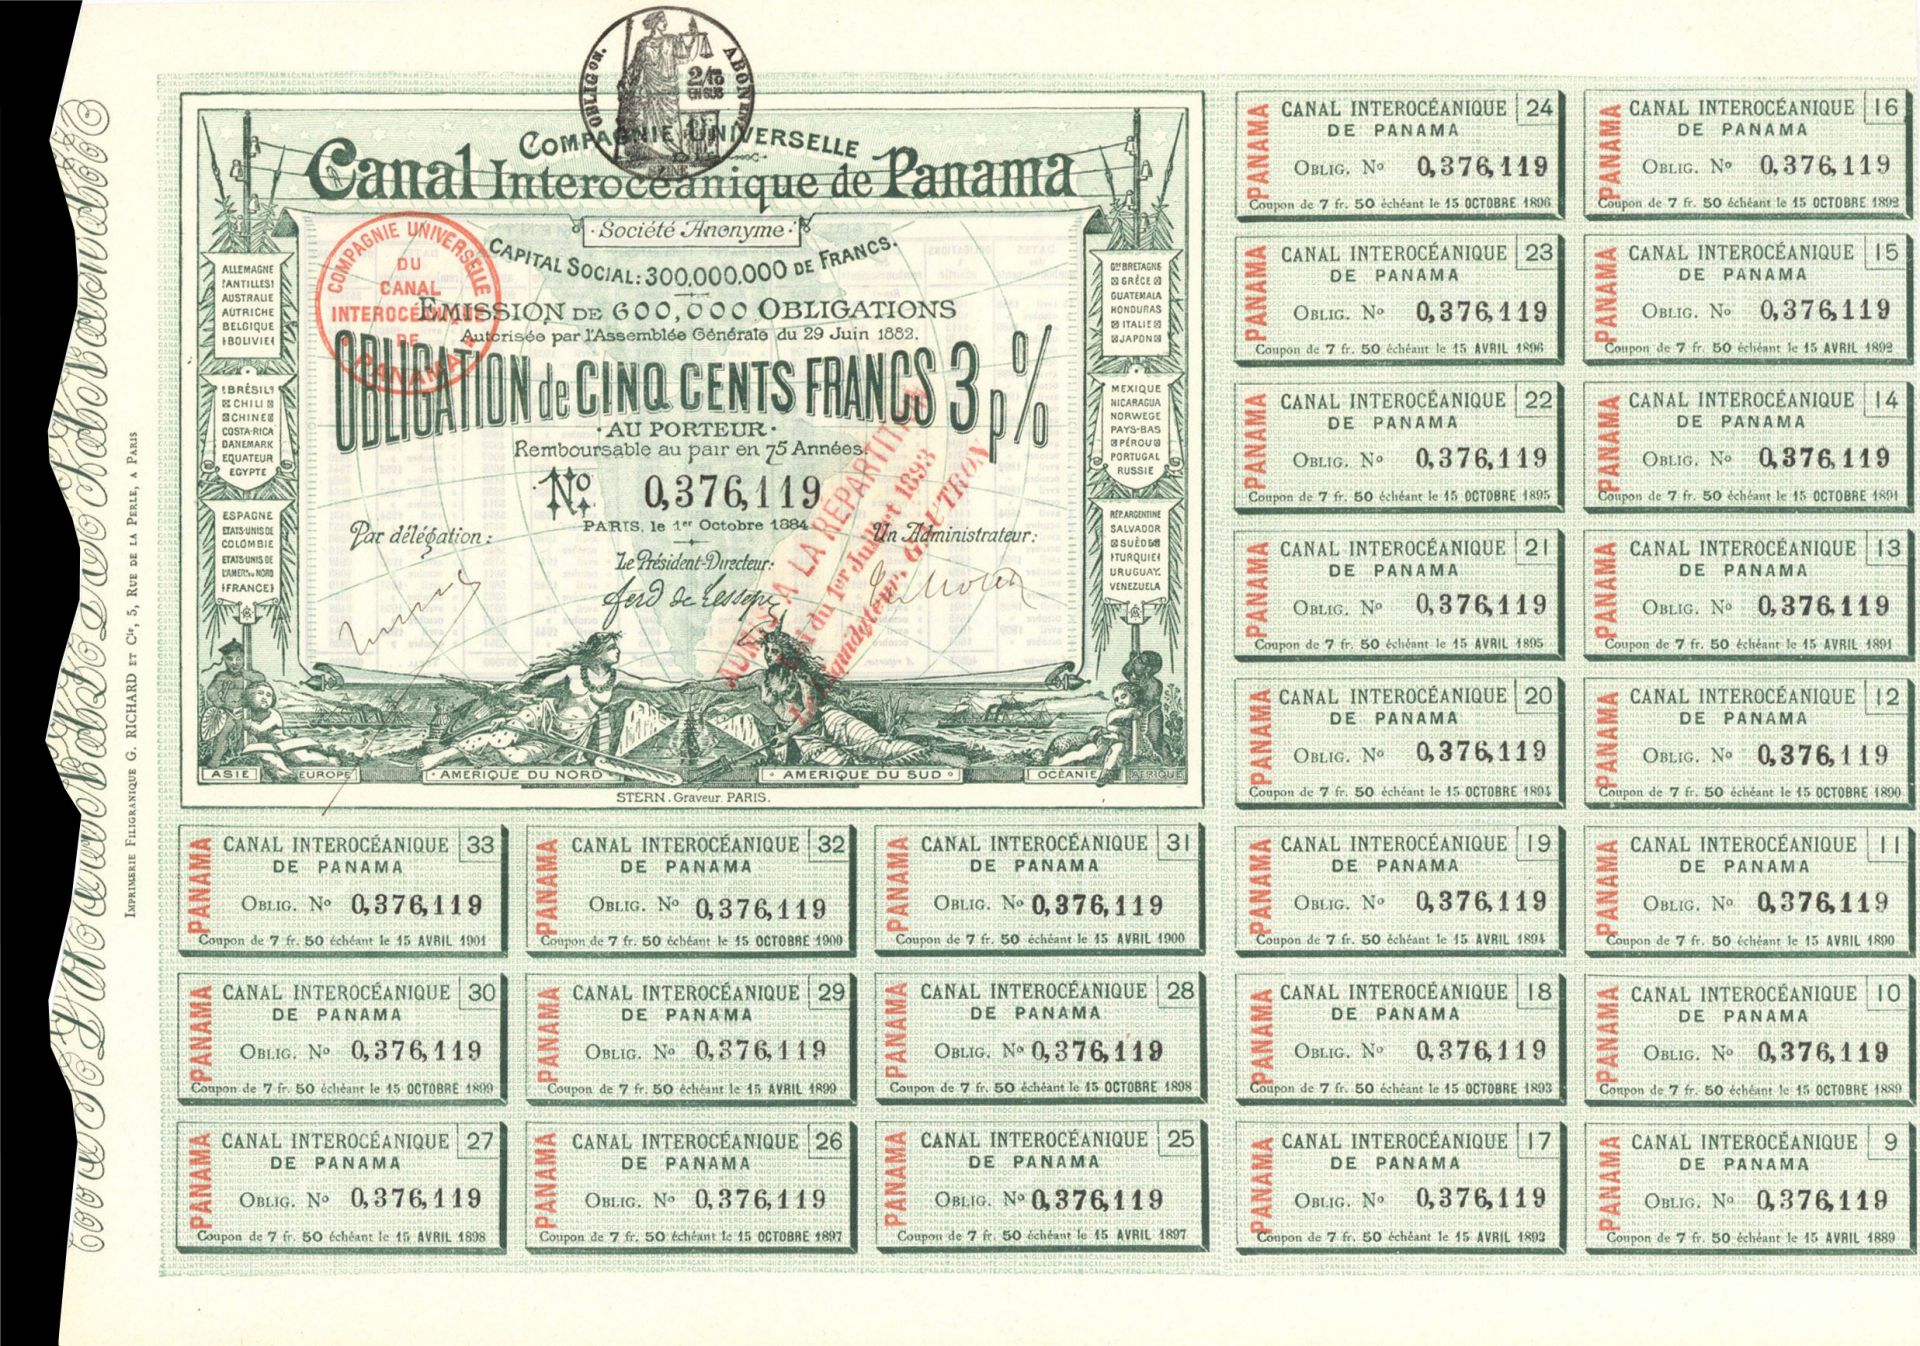 OBLIGON.
ABONEMT
2/10
EN SUS
SEINE
COMPAGNIE UNIVERSELLE
Canal Interocéanique de Panama
Société Anonyme
CAPITAL SOCIAL: 300.000.000 DE FRANCS.
EMISSION DE 600,000 OBLIGATIONS
Autorisée par l'Assemblée Générale du 29 Juin 1882.
OBLIGATION de CINQ CENTS FRANCS 3 p%
AU PORTEUR
Remboursable au pair en 75 Années.
No. 0,376,119
PARIS, le 1er Octobre 1884
Par délégation:
Un Administrateur:
Le Président-Directeur:
ferd de Lesseps
COMPAGNIE UNIVERSELLE
DU
CANAL
INTEROCÉANIQUE
DE
PANAMA
ADMIS A LA RÉPARTITION
Loi du 1er Juillet 1893
Le Liquidateur, GAUTRON
ALLEMAGNE
ANTILLES
AUSTRALIE
AUTRICHE
BELGIQUE
BOLIVIE
BRÉSIL
CHILI
CHINE
COSTA-RICA
DANEMARK
EQUATEUR
EGYPTE
ESPAGNE
ETATS-UNIS DE
COLOMBIE
ETATS-UNIS DE
L'AMERQ. DU NORD
FRANCE
GDE BRETAGNE
GRÈCE
GUATEMALA
HONDURAS
ITALIE
JAPON
MEXIQUE
NICARAGUA
NORWEGE
PAYS-BAS
PÉROU
PORTUGAL
RUSSIE
RÉP. ARGENTINE
SALVADOR
SUÈDE
TURQUIE
URUGUAY
VENEZUELA
ASIE
EUROPE
AMERIQUE DU NORD
AMERIQUE DU SUD
OCÉANIE
AFRIQUE
STERN. Graveur PARIS.
IMPRIMERIE FILIGRANIQUE G. RICHARD ET Cie, 5, RUE DE LA PERLE, A PARIS
PANAMA
CANAL INTEROCÉANIQUE 24
DE PANAMA
OBLIG. No 0,376,119
Coupon de 7 fr. 50 échéant le 15 OCTOBRE 1896
PANAMA
CANAL INTEROCÉANIQUE 16
DE PANAMA
OBLIG. No 0,376,119
Coupon de 7 fr. 50 échéant le 15 OCTOBRE 1892
PANAMA
CANAL INTEROCÉANIQUE 23
DE PANAMA
OBLIG. No 0,376,119
Coupon de 7 fr. 50 échéant le 15 AVRIL 1896
PANAMA
CANAL INTEROCÉANIQUE 15
DE PANAMA
OBLIG. No 0,376,119
Coupon de 7 fr. 50 échéant le 15 AVRIL 1892
PANAMA
CANAL INTEROCÉANIQUE 22
DE PANAMA
OBLIG. No 0,376,119
Coupon de 7 fr. 50 échéant le 15 OCTOBRE 1895
PANAMA
CANAL INTEROCÉANIQUE 14
DE PANAMA
OBLIG. No 0,376,119
Coupon de 7 fr. 50 échéant le 15 OCTOBRE 1891
PANAMA
CANAL INTEROCÉANIQUE 21
DE PANAMA
OBLIG. No 0,376,119
Coupon de 7 fr. 50 échéant le 15 AVRIL 1895
PANAMA
CANAL INTEROCÉANIQUE 13
DE PANAMA
OBLIG. No 0,376,119
Coupon de 7 fr. 50 échéant le 15 AVRIL 1891
PANAMA
CANAL INTEROCÉANIQUE 20
DE PANAMA
OBLIG. No 0,376,119
Coupon de 7 fr. 50 échéant le 15 OCTOBRE 1894
PANAMA
CANAL INTEROCÉANIQUE 12
DE PANAMA
OBLIG. No 0,376,119
Coupon de 7 fr. 50 échéant le 15 OCTOBRE 1890
PANAMA
CANAL INTEROCÉANIQUE 33
DE PANAMA
OBLIG. No 0,376,119
Coupon de 7 fr. 50 échéant le 15 AVRIL 1901
PANAMA
CANAL INTEROCÉANIQUE 32
DE PANAMA
OBLIG. No 0,376,119
Coupon de 7 fr. 50 échéant le 15 OCTOBRE 1900
PANAMA
CANAL INTEROCÉANIQUE 31
DE PANAMA
OBLIG. No 0,376,119
Coupon de 7 fr. 50 échéant le 15 AVRIL 1900
PANAMA
CANAL INTEROCÉANIQUE 19
DE PANAMA
OBLIG. No 0,376,119
Coupon de 7 fr. 50 échéant le 15 AVRIL 1894
PANAMA
CANAL INTEROCÉANIQUE 11
DE PANAMA
OBLIG. No 0,376,119
Coupon de 7 fr. 50 échéant le 15 AVRIL 1890
PANAMA
CANAL INTEROCÉANIQUE 30
DE PANAMA
OBLIG. No 0,376,119
Coupon de 7 fr. 50 échéant le 15 OCTOBRE 1899
PANAMA
CANAL INTEROCÉANIQUE 29
DE PANAMA
OBLIG. No 0,376,119
Coupon de 7 fr. 50 échéant le 15 AVRIL 1899
PANAMA
CANAL INTEROCÉANIQUE 28
DE PANAMA
OBLIG. No 0,376,119
Coupon de 7 fr. 50 échéant le 15 OCTOBRE 1898
PANAMA
CANAL INTEROCÉANIQUE 18
DE PANAMA
OBLIG. No 0,376,119
Coupon de 7 fr. 50 échéant le 15 OCTOBRE 1893
PANAMA
CANAL INTEROCÉANIQUE 10
DE PANAMA
OBLIG. No 0,376,119
Coupon de 7 fr. 50 échéant le 15 OCTOBRE 1889
PANAMA
CANAL INTEROCÉANIQUE 27
DE PANAMA
OBLIG. No 0,376,119
Coupon de 7 fr. 50 échéant le 15 AVRIL 1898
PANAMA
CANAL INTEROCÉANIQUE 26
DE PANAMA
OBLIG. No 0,376,119
Coupon de 7 fr. 50 échéant le 15 OCTOBRE 1897
PANAMA
CANAL INTEROCÉANIQUE 25
DE PANAMA
OBLIG. No 0,376,119
Coupon de 7 fr. 50 échéant le 15 AVRIL 1897
PANAMA
CANAL INTEROCÉANIQUE 17
DE PANAMA
OBLIG. No 0,376,119
Coupon de 7 fr. 50 échéant le 15 AVRIL 1893
PANAMA
CANAL INTEROCÉANIQUE 9
DE PANAMA
OBLIG. No 0,376,119
Coupon de 7 fr. 50 échéant le 15 AVRIL 1889